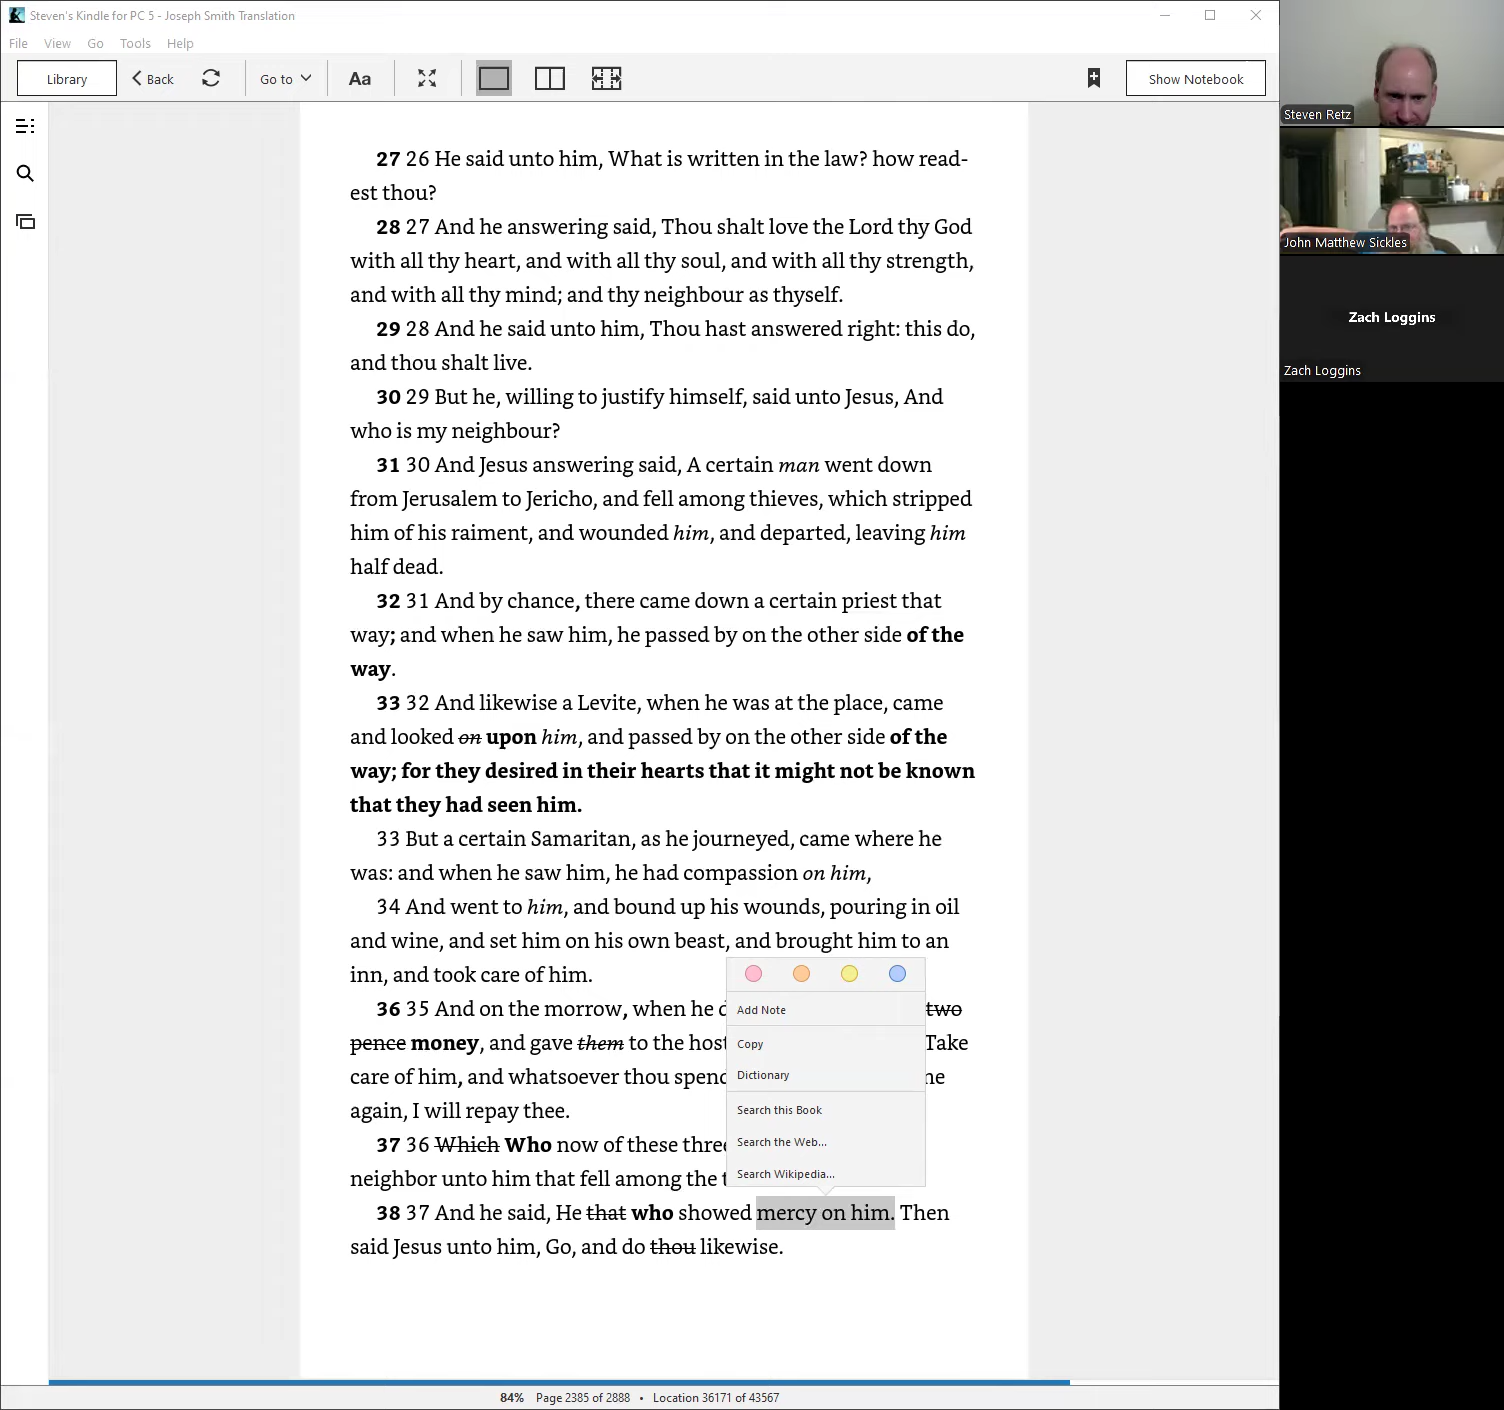 Steven's Kindle for PC 5 - Joseph Smith Translation
File View Go Tools Help
Library Back Go to Aa Show Notebook
27 26 He said unto him, What is written in the law? how read-
est thou?
28 27 And he answering said, Thou shalt love the Lord thy God
with all thy heart, and with all thy soul, and with all thy strength,
and with all thy mind; and thy neighbour as thyself.
29 28 And he said unto him, Thou hast answered right: this do,
and thou shalt live.
30 29 But he, willing to justify himself, said unto Jesus, And
who is my neighbour?
31 30 And Jesus answering said, A certain man went down
from Jerusalem to Jericho, and fell among thieves, which stripped
him of his raiment, and wounded him, and departed, leaving him
half dead.
32 31 And by chance, there came down a certain priest that
way; and when he saw him, he passed by on the other side of the
way.
33 32 And likewise a Levite, when he was at the place, came
and looked on upon him, and passed by on the other side of the
way; for they desired in their hearts that it might not be known
that they had seen him.
33 But a certain Samaritan, as he journeyed, came where he
was: and when he saw him, he had compassion on him,
34 And went to him, and bound up his wounds, pouring in oil
and wine, and set him on his own beast, and brought him to an
inn, and took care of him.
36 35 And on the morrow, when he two
pence money, and gave them to the host Take
care of him, and whatsoever thou spend
again, I will repay thee.
37 36 Which Who now of these three
neighbor unto him that fell among the
38 37 And he said, He that who showed mercy on him. Then
said Jesus unto him, Go, and do thou likewise.
Add Note
Copy
Dictionary
Search this Book
Search the Web...
Search Wikipedia...
84% Page 2385 of 2888 • Location 36171 of 43567
Steven Retz
John Matthew Sickles
Zach Loggins
Zach Loggins